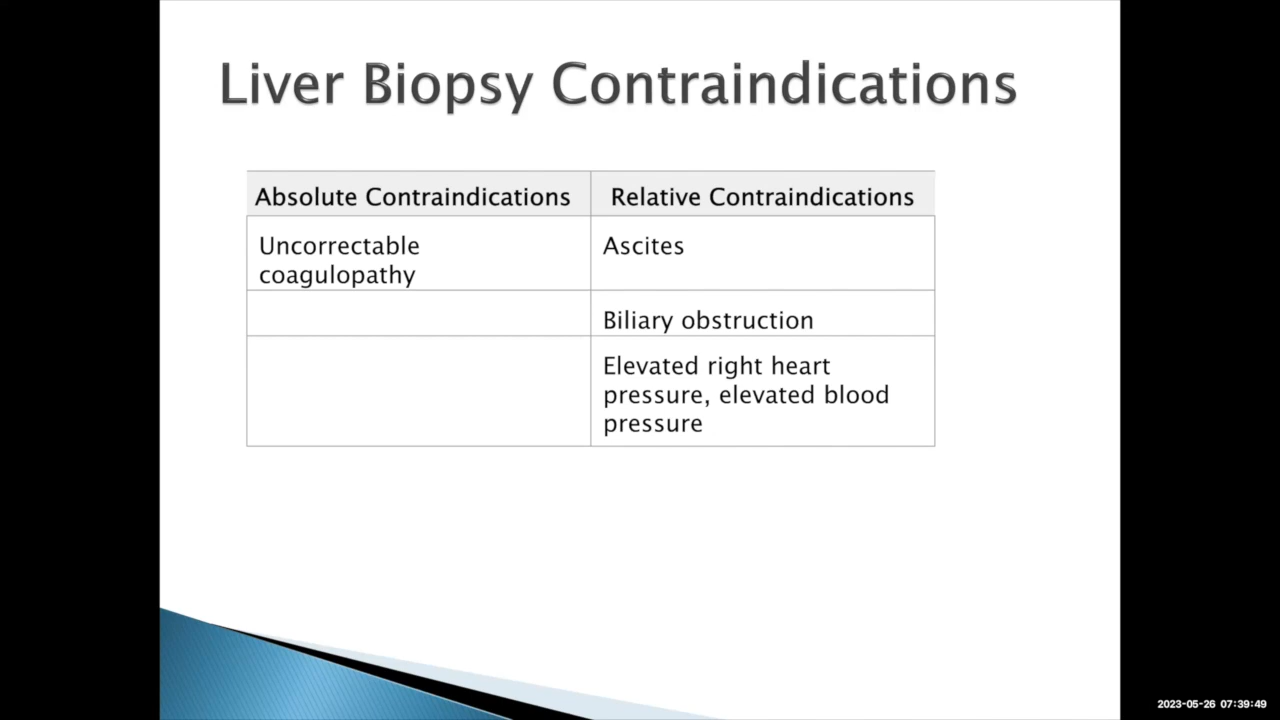 Liver Biopsy Contraindications
Absolute Contraindications
Relative Contraindications
Uncorrectable
coagulopathy
Ascites
Biliary obstruction
Elevated right heart
pressure, elevated blood
pressure
2023-05-26 07:39:49